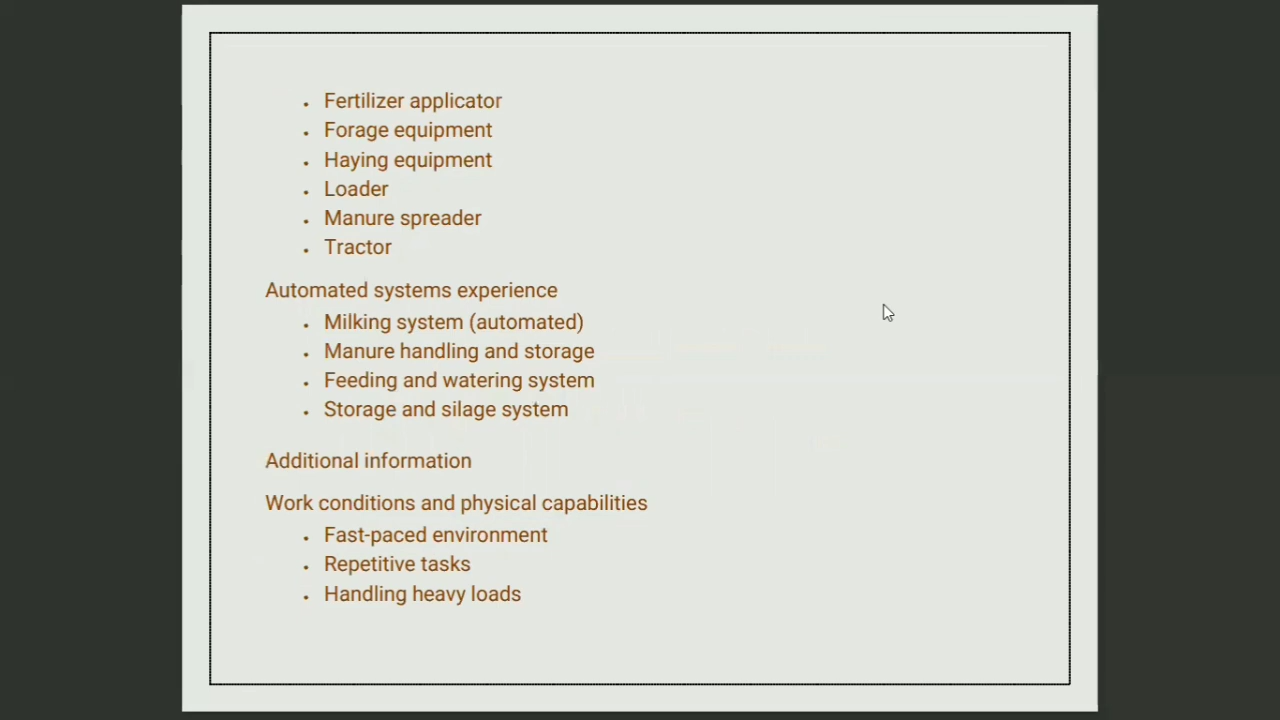 Fertilizer applicator
Forage equipment
Haying equipment
Loader
Manure spreader
Tractor
Automated systems experience
Milking system (automated)
Manure handling and storage
Feeding and watering system
Storage and silage system
Additional information
Work conditions and physical capabilities
Fast-paced environment
Repetitive tasks
Handling heavy loads